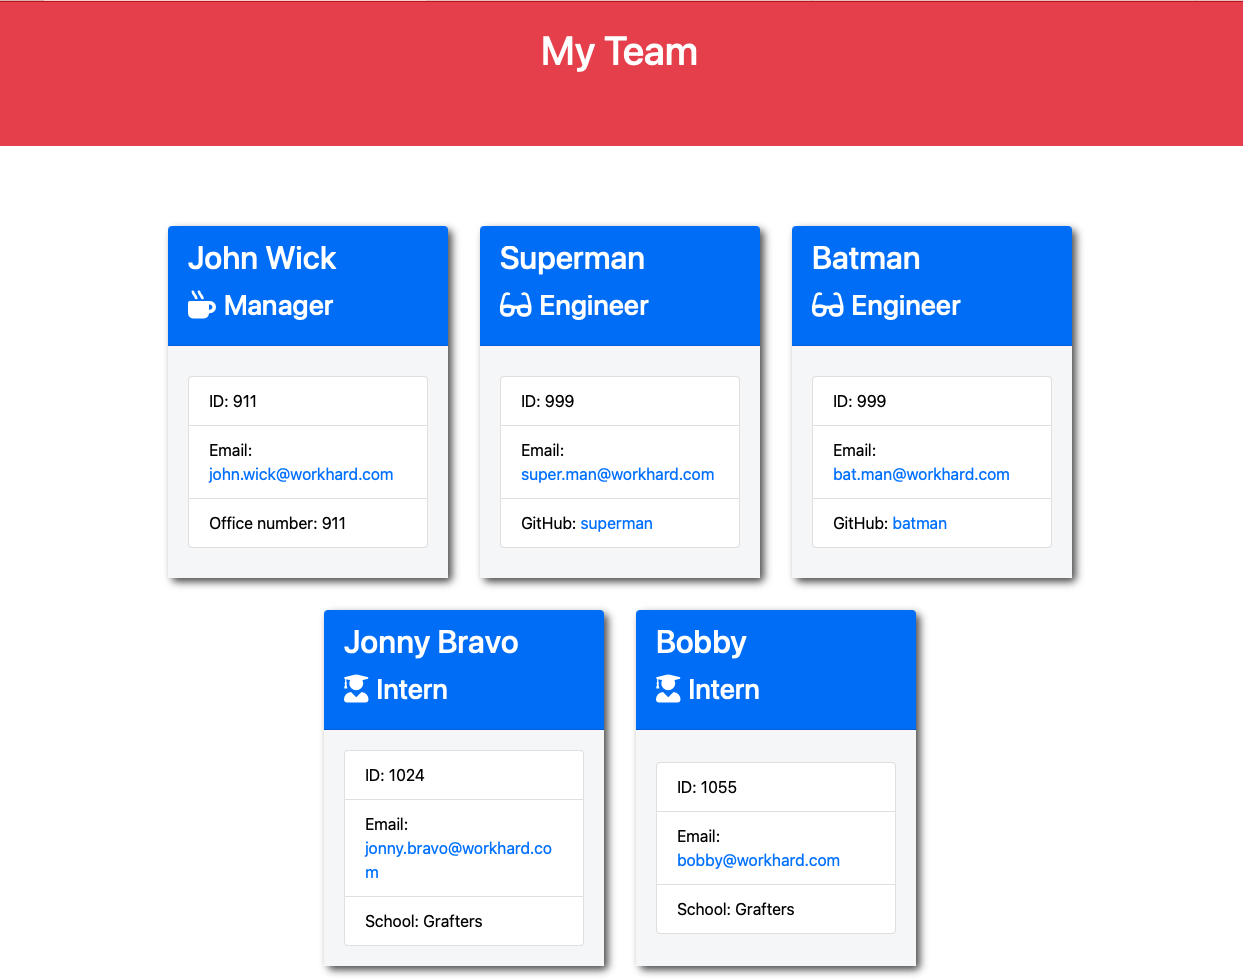 My Team
John Wick
Manager
ID: 911
Email:
john.wick@workhard.com
Office number: 911
Superman
Engineer
ID: 999
Email:
super.man@workhard.com
GitHub: superman
Batman
Engineer
ID: 999
Email:
bat.man@workhard.com
GitHub: batman
Jonny Bravo
Intern
ID: 1024
Email:
jonny.bravo@workhard.co
m
School: Grafters
Bobby
Intern
ID: 1055
Email:
bobby@workhard.com
School: Grafters